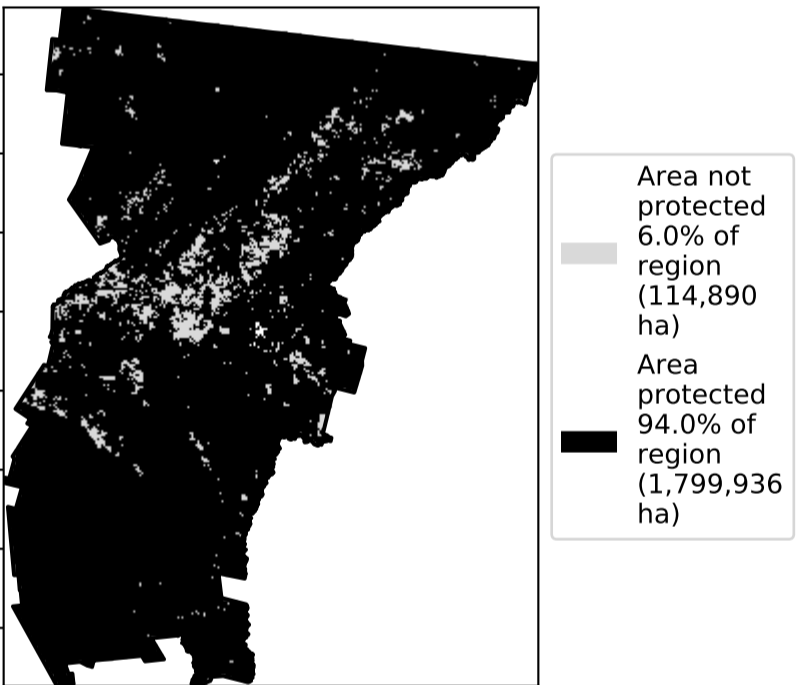 Area not
protected
6.0% of
region
(114,890
ha)
Area
protected
94.0% of
region
(1,799,936
ha)